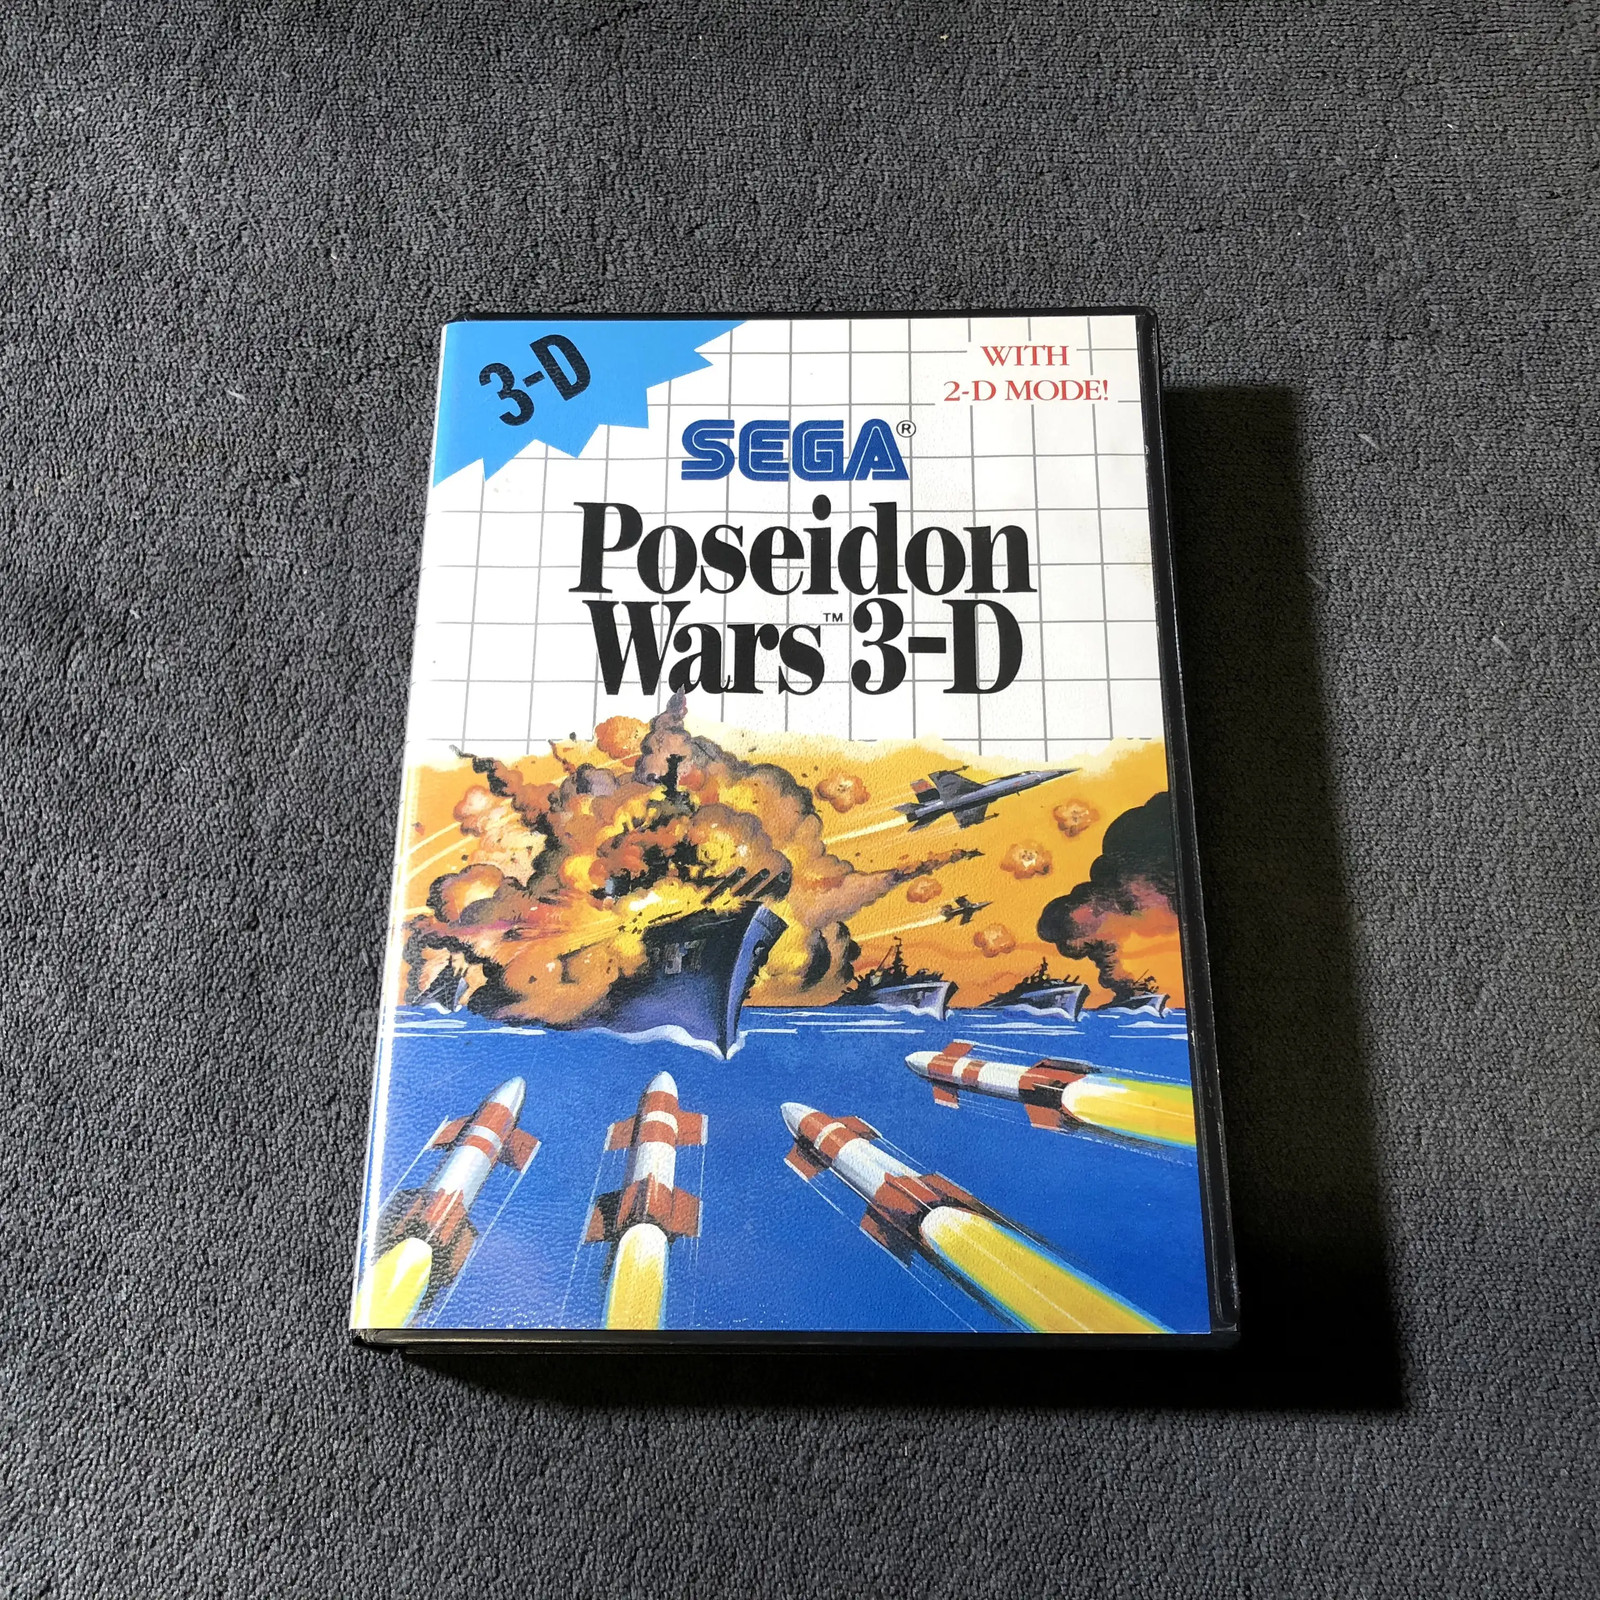 3-D
WITH
2-D MODE!
SEGA®
Poseidon
Wars™ 3-D